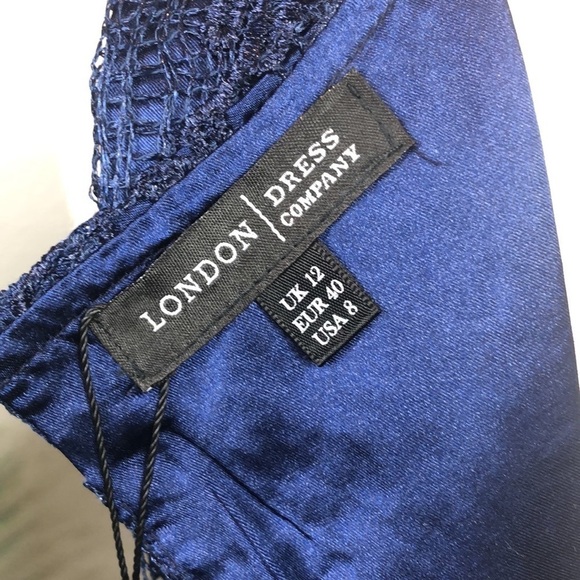 LONDON
DRESS
COMPANY
UK 12
EUR 40
USA 8